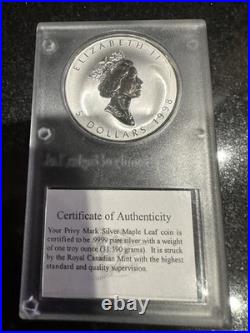 ELIZABETH II
5 DOLLARS 1998
Certificate of Authenticity
Your Privy Mark Silver Maple Leaf coin is
certified to be .9999 pure silver with a weight
of one troy ounce (31.390 grams). It is struck
by the Royal Canadian Mint with the highest
standard and quality supervision.